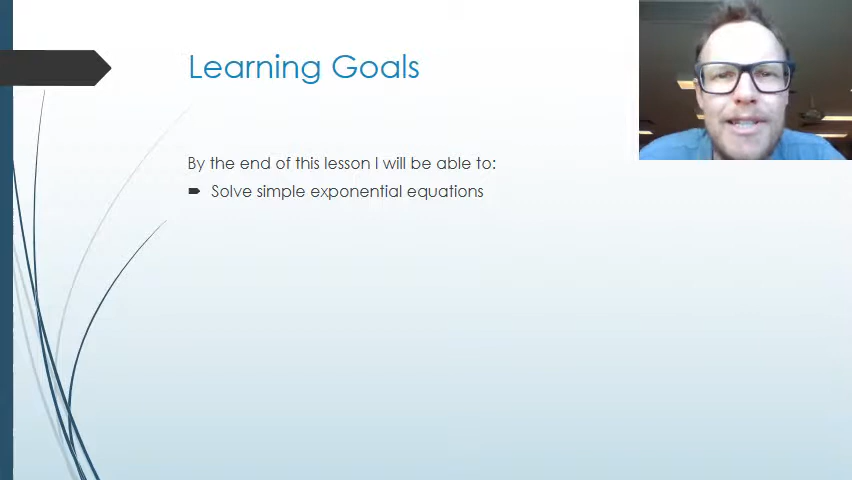 Learning Goals
By the end of this lesson I will be able to:
Solve simple exponential equations